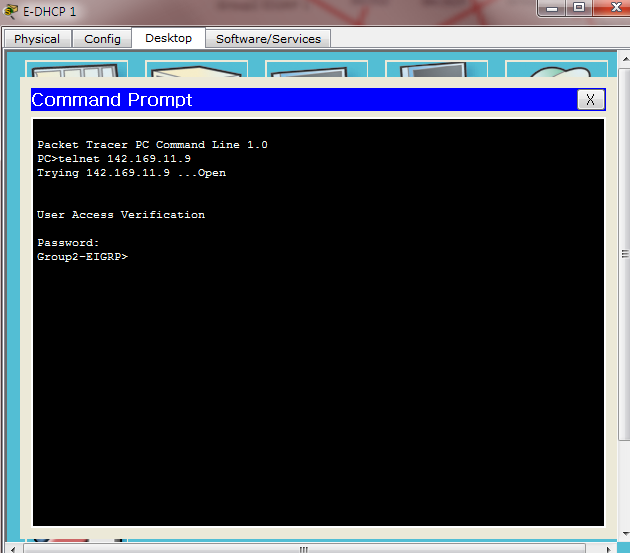 E-DHCP 1
Physical Config Desktop Software/Services
Command Prompt X
Packet Tracer PC Command Line 1.0
PC>telnet 142.169.11.9
Trying 142.169.11.9 ...Open
User Access Verification
Password:
Group2-EIGRP>